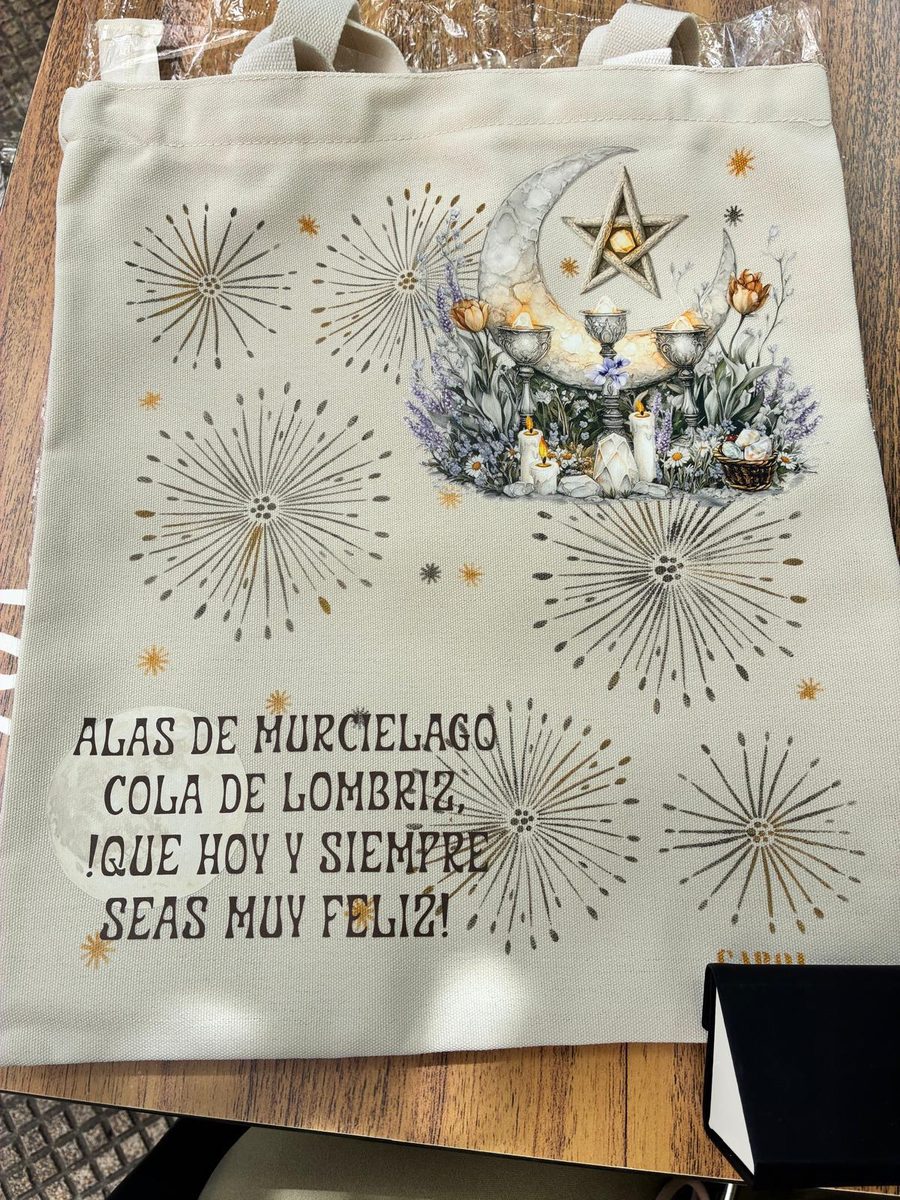 ALAS DE MURCIELAGO
COLA DE LOMBRIZ,
!QUE HOY Y SIEMPRE
SEAS MUY FELIZ!